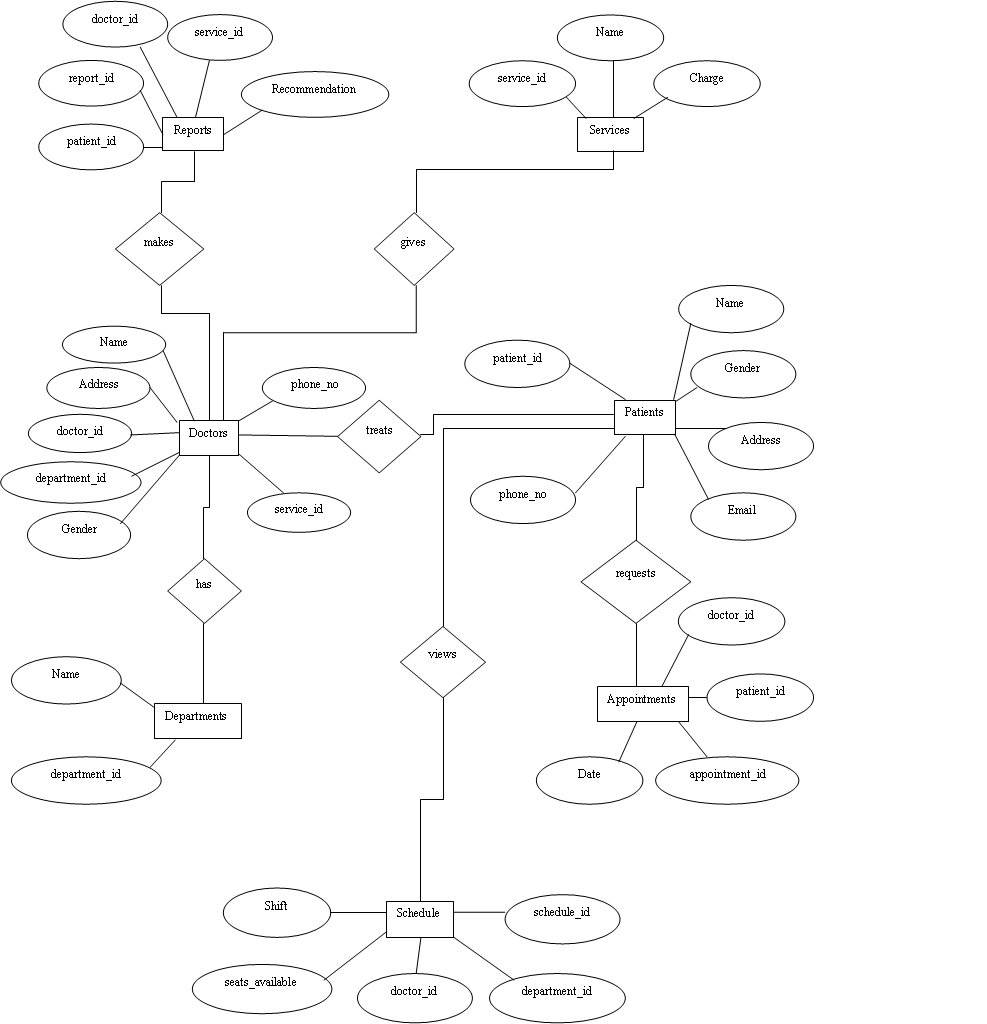 doctor_id
service_id
report_id
Recommendation
patient_id
Reports
Name
service_id
Charge
Services
makes
gives
Name
Address
doctor_id
department_id
Gender
phone_no
service_id
Doctors
treats
patient_id
Name
Gender
Address
Email
phone_no
Patients
has
requests
views
Name
Departments
department_id
doctor_id
patient_id
Appointments
Date
appointment_id
Shift
Schedule
schedule_id
seats_available
doctor_id
department_id